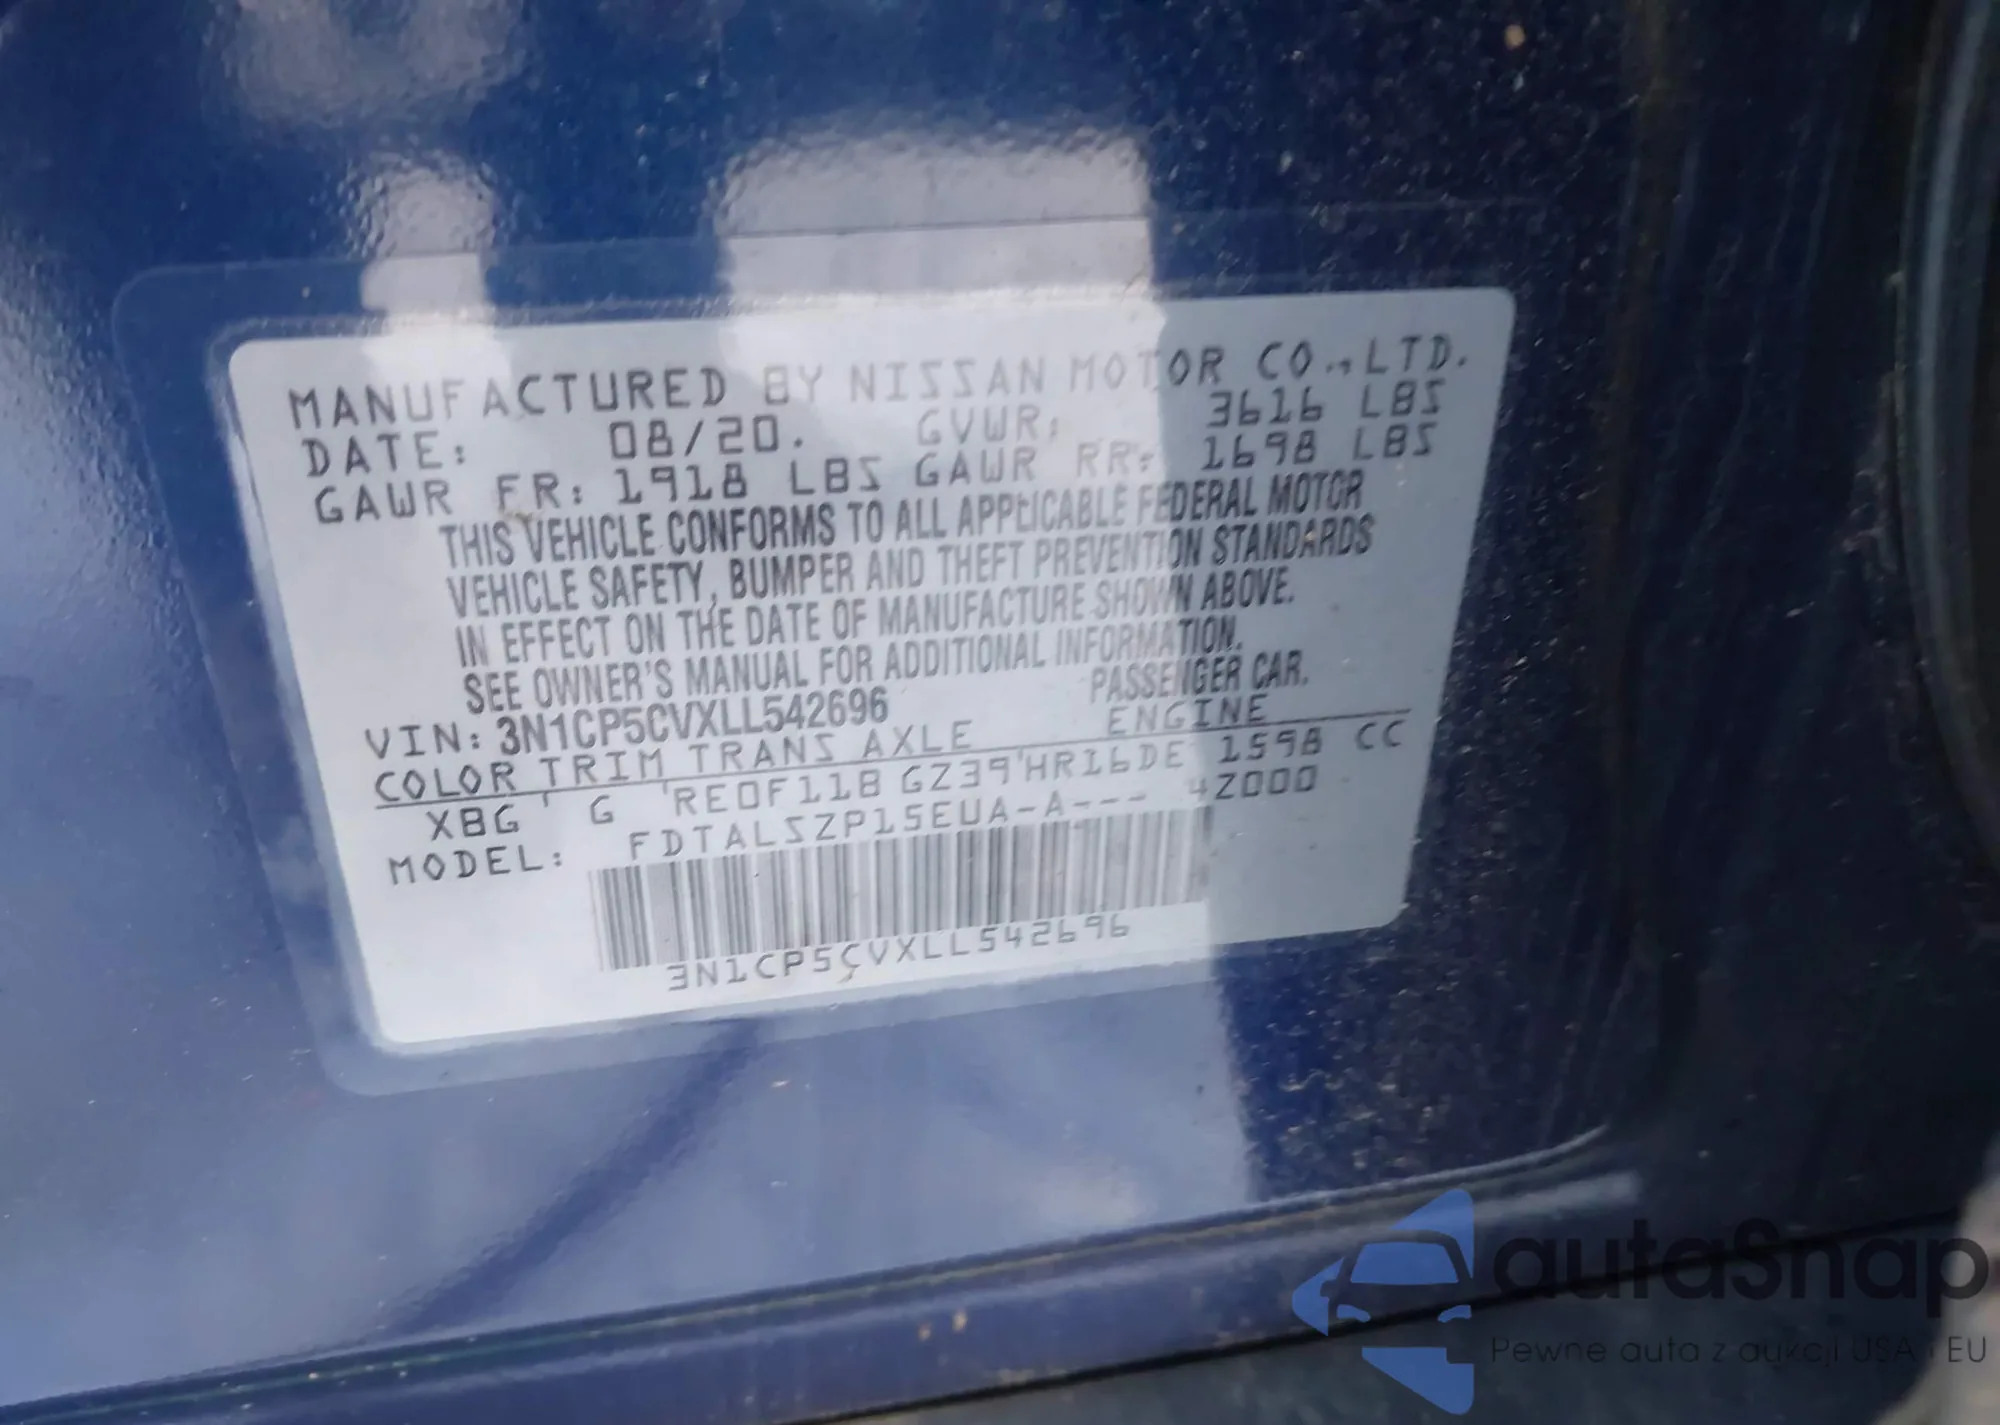 MANUFACTURED BY NISSAN MOTOR CO.,LTD.
DATE: 08/20. GVWR: 3616 LBS
GAWR FR: 1918 LBS GAWR RR: 1698 LBS
THIS VEHICLE CONFORMS TO ALL APPLICABLE FEDERAL MOTOR
VEHICLE SAFETY, BUMPER AND THEFT PREVENTION STANDARDS
IN EFFECT ON THE DATE OF MANUFACTURE SHOWN ABOVE.
SEE OWNER'S MANUAL FOR ADDITIONAL INFORMATION.
VIN: 3N1CP5CVXLL542696 PASSENGER CAR.
COLOR TRIM TRANS AXLE ENGINE
XBG G RE0F11B GZ39 HR16DE 1598 CC
MODEL: FDTALSZP15EUA-A--- 4Z000
3N1CP5CVXLL542696
autaSnap
Pewne auta z aukcji USA i EU